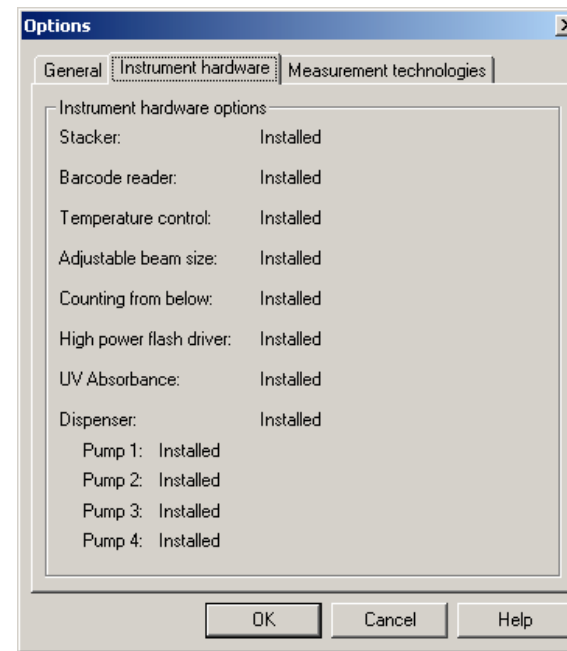 Options
General Instrument hardware Measurement technologies
Instrument hardware options
Stacker: Installed
Barcode reader: Installed
Temperature control: Installed
Adjustable beam size: Installed
Counting from below: Installed
High power flash driver: Installed
UV Absorbance: Installed
Dispenser: Installed
Pump 1: Installed
Pump 2: Installed
Pump 3: Installed
Pump 4: Installed
OK Cancel Help